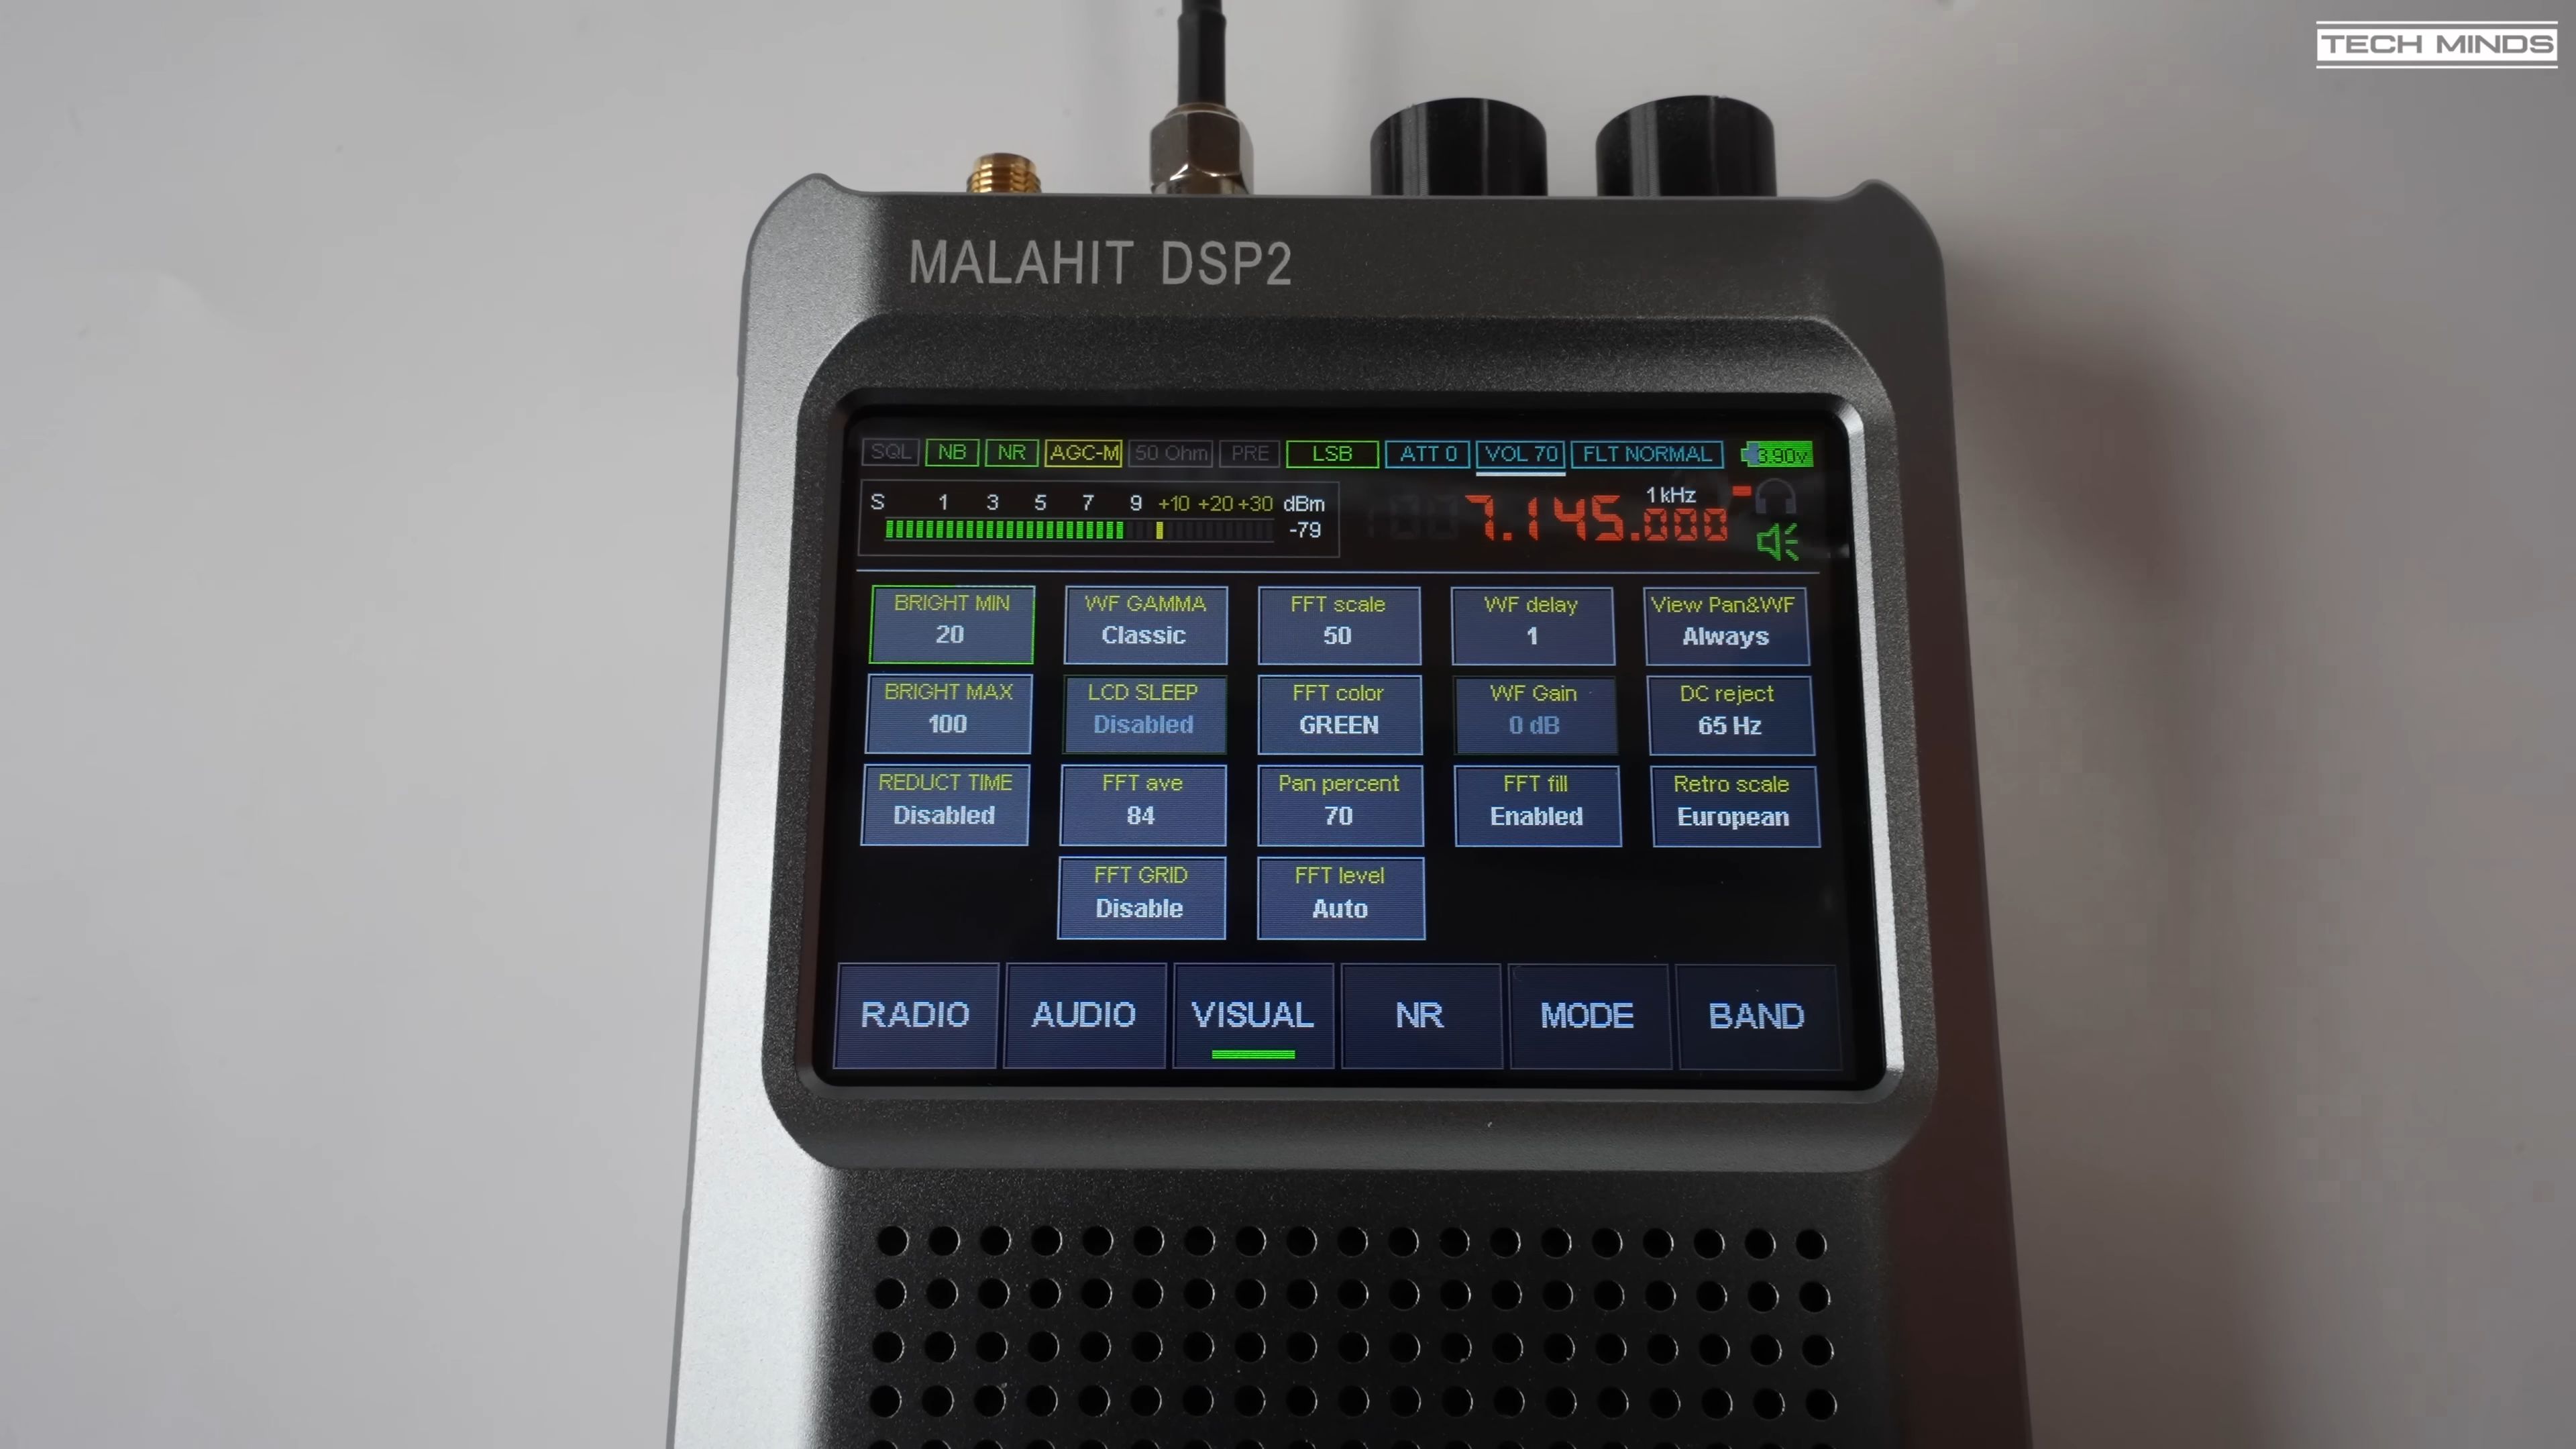 TECH MINDS
MALAHIT DSP2
SQL NB NR AGC-M 50 Ohm PRE LSB ATT 0 VOL 70 FLT NORMAL 3.90v
S 1 3 5 7 9 +10 +20 +30 dBm
-79
1 kHz
7.145.000
BRIGHT MIN WF GAMMA FFT scale WF delay View Pan&WF
20 Classic 50 1 Always
BRIGHT MAX LCD SLEEP FFT color WF Gain DC reject
100 Disabled GREEN 0 dB 65 Hz
REDUCT TIME FFT ave Pan percent FFT fill Retro scale
Disabled 84 70 Enabled European
FFT GRID FFT level
Disable Auto
RADIO AUDIO VISUAL NR MODE BAND